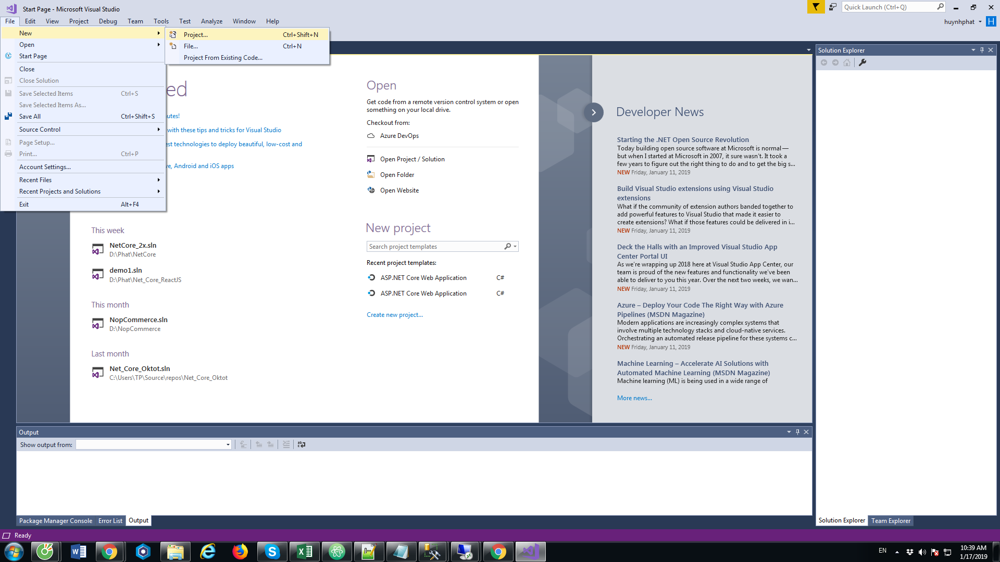 Start Page - Microsoft Visual Studio
Quick Launch (Ctrl+Q)
File Edit View Project Debug Team Tools Test Analyze Window Help
huynhphat H
New
Open
Start Page
Close
Close Solution
Save Selected Items Ctrl+S
Save Selected Items As...
Save All Ctrl+Shift+S
Source Control
Page Setup...
Print... Ctrl+P
Account Settings...
Recent Files
Recent Projects and Solutions
Exit Alt+F4
Project... Ctrl+Shift+N
File... Ctrl+N
Project From Existing Code...
ed
utes!
with these tips and tricks for Visual Studio
est technologies to deploy beautiful, low-cost and
ve, Android and iOS apps
This week
NetCore_2x.sln
D:\Phat\NetCore
demo1.sln
D:\Phat\Net_Core_ReactJS
This month
NopCommerce.sln
D:\NopCommerce
Last month
Net_Core_Oktot.sln
C:\Users\TP\Source\repos\Net_Core_Oktot
Open
Get code from a remote version control system or open
something on your local drive.
Checkout from:
Azure DevOps
Open Project / Solution
Open Folder
Open Website
New project
Search project templates
Recent project templates:
ASP.NET Core Web Application C#
ASP.NET Core Web Application C#
Create new project...
Developer News
Starting the .NET Open Source Revolution
Today building open source software at Microsoft is normal —
but when I started at Microsoft in 2007, it sure wasn't. It took a
few years to figure out the right thing to do and to get the big s...
NEW Friday, January 11, 2019
Build Visual Studio extensions using Visual Studio
extensions
What if the community of extension authors banded together to
add powerful features to Visual Studio that made it easier to
create extensions? What if those features could be delivered in i...
NEW Friday, January 11, 2019
Deck the Halls with an Improved Visual Studio App
Center Portal UI
As we're wrapping up 2018 here at Visual Studio App Center, our
team is proud of the new features and functionality we've been
able to deliver to you this year. Over the next two weeks, we wan...
NEW Friday, January 11, 2019
Azure – Deploy Your Code The Right Way with Azure
Pipelines (MSDN Magazine)
Modern applications are increasingly complex systems that
involve multiple technology stacks and cloud-native services.
Orchestrating an automated release pipeline for these systems c...
NEW Friday, January 11, 2019
Machine Learning – Accelerate AI Solutions with
Automated Machine Learning (MSDN Magazine)
Machine learning (ML) is being used in a wide range of
More news...
Solution Explorer
Output
Show output from:
Package Manager Console Error List Output
Solution Explorer Team Explorer
Ready
EN
10:39 AM
1/17/2019